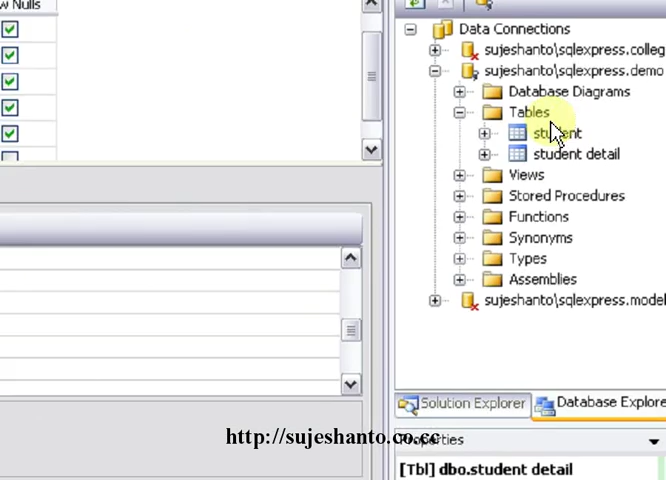 w Nulls
Data Connections
sujeshanto\sqlexpress.colleg
sujeshanto\sqlexpress.demo
Database Diagrams
Tables
student
student detail
Views
Stored Procedures
Functions
Synonyms
Types
Assemblies
sujeshanto\sqlexpress.model
Solution Explorer
Database Explore
http://sujeshanto.co.cc
Properties
[Tbl] dbo.student detail